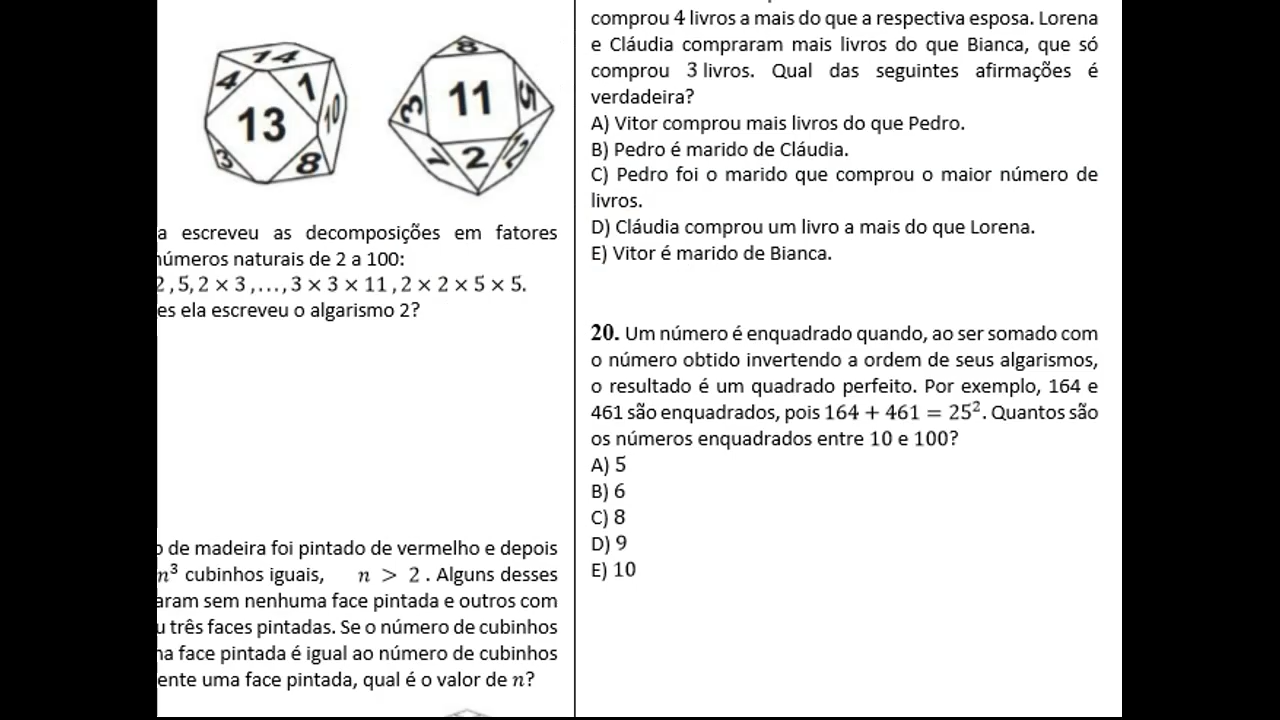 14
4
1
13
10
3
8
8
11
5
3
7
2
12
a escreveu as decomposições em fatores
números naturais de 2 a 100:
2 , 5, 2 × 3 , … , 3 × 3 × 11 , 2 × 2 × 5 × 5.
es ela escreveu o algarismo 2?
o de madeira foi pintado de vermelho e depois
n³ cubinhos iguais, n > 2 . Alguns desses
aram sem nenhuma face pintada e outros com
u três faces pintadas. Se o número de cubinhos
na face pintada é igual ao número de cubinhos
ente uma face pintada, qual é o valor de n?
comprou 4 livros a mais do que a respectiva esposa. Lorena
e Cláudia compraram mais livros do que Bianca, que só
comprou 3 livros. Qual das seguintes afirmações é
verdadeira?
A) Vitor comprou mais livros do que Pedro.
B) Pedro é marido de Cláudia.
C) Pedro foi o marido que comprou o maior número de
livros.
D) Cláudia comprou um livro a mais do que Lorena.
E) Vitor é marido de Bianca.
20. Um número é enquadrado quando, ao ser somado com
o número obtido invertendo a ordem de seus algarismos,
o resultado é um quadrado perfeito. Por exemplo, 164 e
461 são enquadrados, pois 164 + 461 = 25². Quantos são
os números enquadrados entre 10 e 100?
A) 5
B) 6
C) 8
D) 9
E) 10